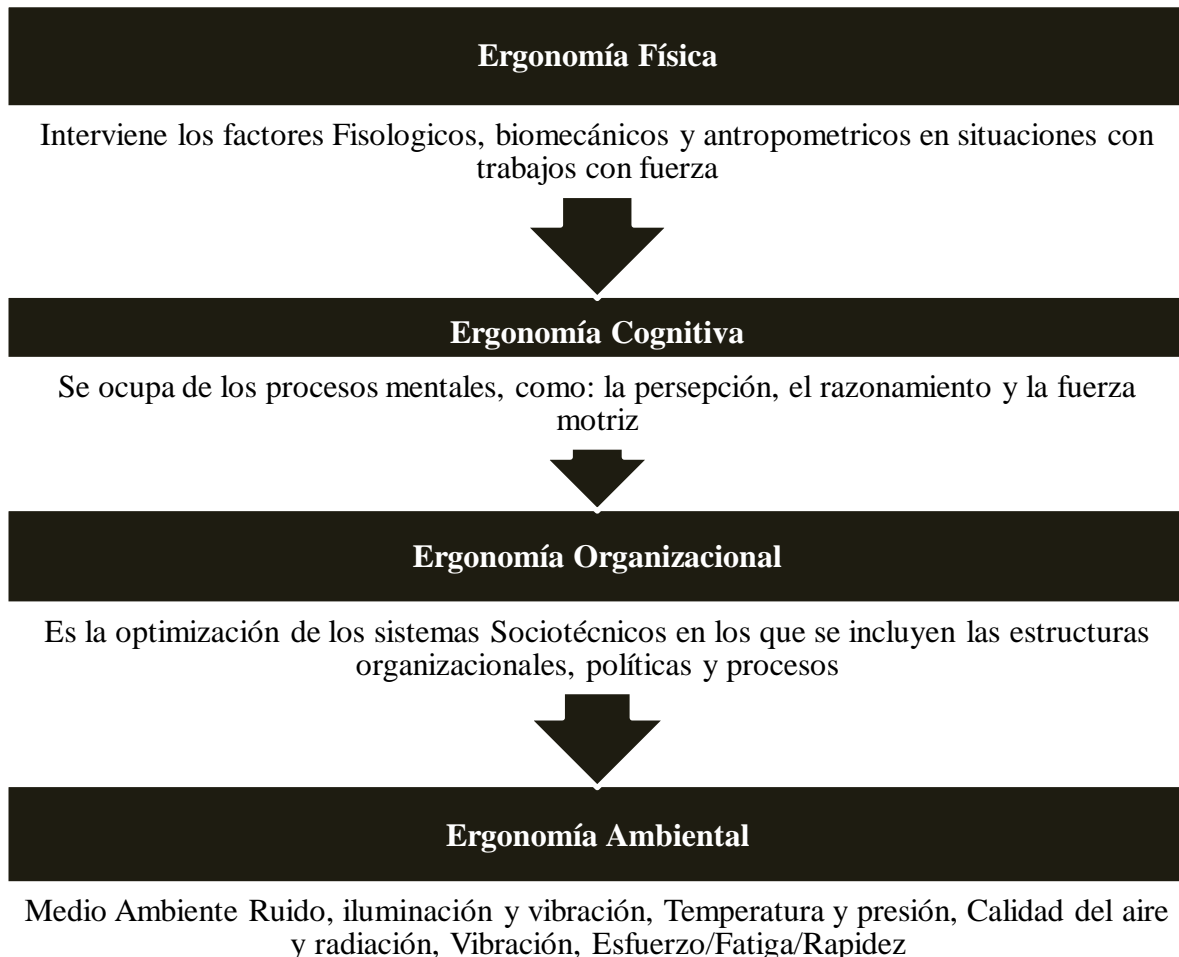 Ergonomía Física
Interviene los factores Fisologicos, biomecánicos y antropometricos en situaciones con
trabajos con fuerza
Ergonomía Cognitiva
Se ocupa de los procesos mentales, como: la persepción, el razonamiento y la fuerza
motriz
Ergonomía Organizacional
Es la optimización de los sistemas Sociotécnicos en los que se incluyen las estructuras
organizacionales, políticas y procesos
Ergonomía Ambiental
Medio Ambiente Ruido, iluminación y vibración, Temperatura y presión, Calidad del aire
y radiación, Vibración, Esfuerzo/Fatiga/Rapidez